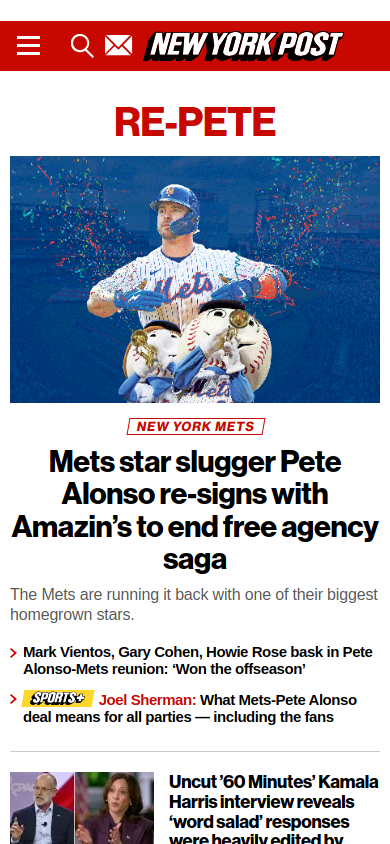 NEW YORK POST
RE-PETE
Mets
NEW YORK METS
Mets star slugger Pete
Alonso re-signs with
Amazin’s to end free agency
saga
The Mets are running it back with one of their biggest
homegrown stars.
Mark Vientos, Gary Cohen, Howie Rose bask in Pete
Alonso-Mets reunion: ‘Won the offseason’
SPORTS+ Joel Sherman: What Mets-Pete Alonso
deal means for all parties — including the fans
CPAC
Uncut ’60 Minutes’ Kamala
Harris interview reveals
‘word salad’ responses
were heavily edited by